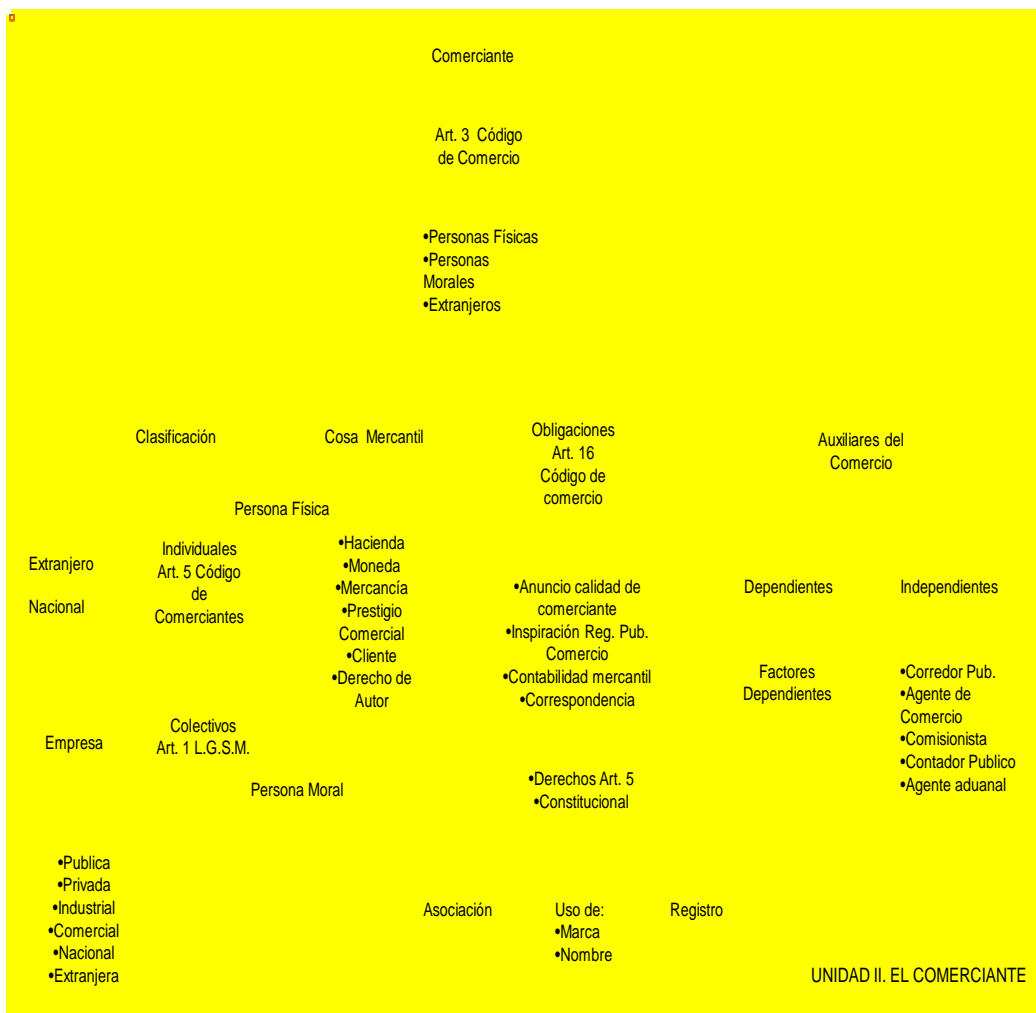 Comerciante
Art. 3 Código
de Comercio
•Personas Físicas
•Personas
Morales
•Extranjeros
Clasificación
Cosa Mercantil
Obligaciones
Art. 16
Código de
comercio
Auxiliares del
Comercio
Persona Física
Extranjero
Nacional
Individuales
Art. 5 Código
de
Comerciantes
•Hacienda
•Moneda
•Mercancía
•Prestigio
Comercial
•Cliente
•Derecho de
Autor
•Anuncio calidad de
comerciante
•Inspiración Reg. Pub.
Comercio
•Contabilidad mercantil
•Correspondencia
Dependientes
Independientes
Factores
Dependientes
•Corredor Pub.
•Agente de
Comercio
•Comisionista
•Contador Publico
•Agente aduanal
Empresa
Colectivos
Art. 1 L.G.S.M.
Persona Moral
•Derechos Art. 5
•Constitucional
•Publica
•Privada
•Industrial
•Comercial
•Nacional
•Extranjera
Asociación
Uso de:
•Marca
•Nombre
Registro
UNIDAD II. EL COMERCIANTE